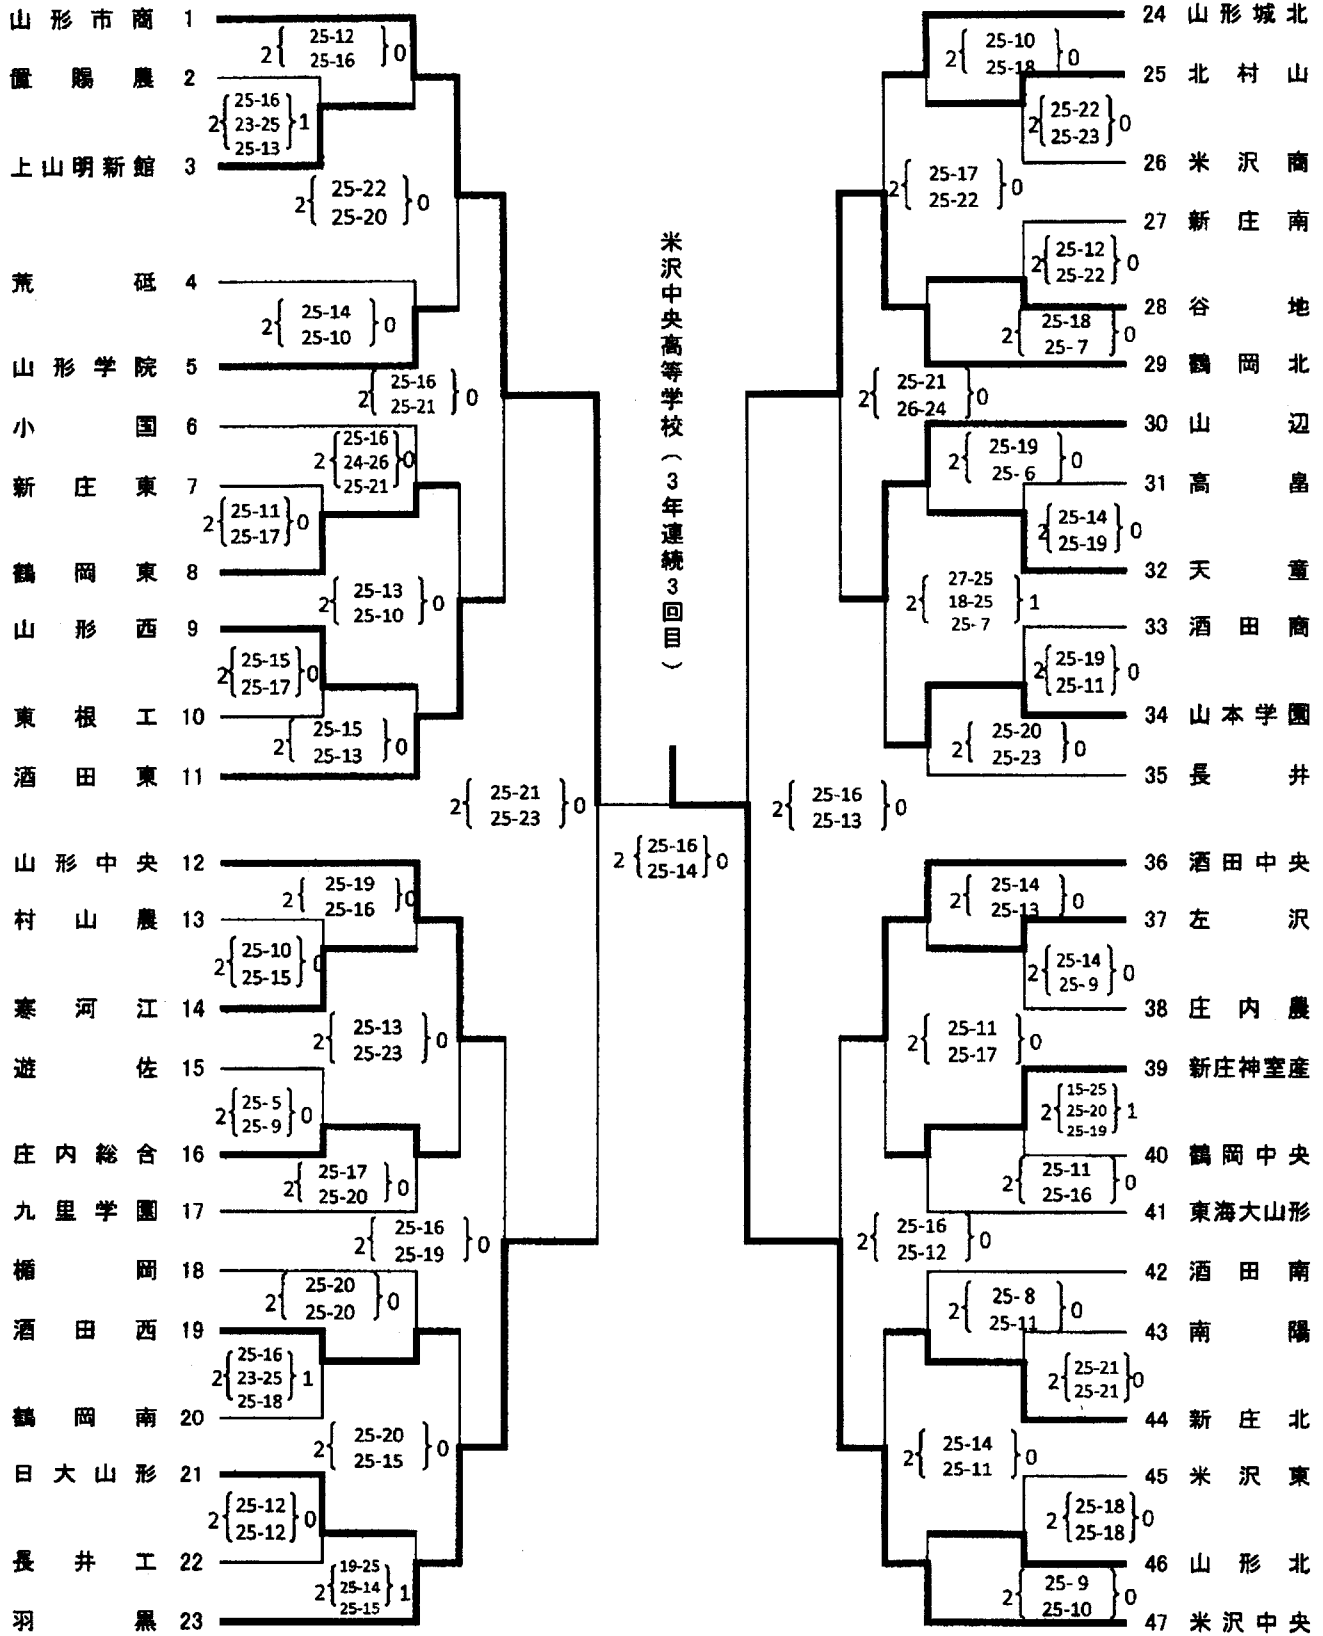 山形市商 1
2 25-12 0
25-16
置賜農 2
2 25-16 1
23-25
25-13
上山明新館 3
2 25-22 0
25-20
荒砥 4
2 25-14 0
25-10
山形学院 5
2 25-16 0
25-21
小国 6
2 25-16 0
24-26
25-21
新庄東 7
2 25-11 0
25-17
鶴岡東 8
2 25-13 0
25-10
山形西 9
2 25-15 0
25-17
東根工 10
2 25-15 0
25-13
酒田東 11
2 25-21 0
25-23
山形中央 12
2 25-19 0
25-16
村山農 13
2 25-10 0
25-15
寒河江 14
2 25-13 0
25-23
遊佐 15
2 25-5 0
25-9
庄内総合 16
2 25-17 0
25-20
九里学園 17
2 25-16 0
25-19
楯岡 18
2 25-20 0
25-20
酒田西 19
2 25-16 1
23-25
25-18
鶴岡南 20
2 25-20 0
25-15
日大山形 21
2 25-12 0
25-12
長井工 22
2 19-25 1
25-14
25-15
羽黒 23
米沢中央高等学校(3年連続3回目)
2 25-16 0
25-14
24 山形城北
2 25-10 0
25-18
25 北村山
2 25-22 0
25-23
26 米沢商
2 25-17 0
25-22
27 新庄南
2 25-12 0
25-22
28 谷地
2 25-18 0
25-7
29 鶴岡北
2 25-21 0
26-24
30 山辺
2 25-19 0
25-6
31 高畠
2 25-14 0
25-19
32 天童
2 27-25 1
18-25
25-7
33 酒田商
2 25-19 0
25-11
34 山本学園
2 25-20 0
25-23
35 長井
2 25-16 0
25-13
36 酒田中央
2 25-14 0
25-13
37 左沢
2 25-14 0
25-9
38 庄内農
2 25-11 0
25-17
39 新庄神室産
2 15-25 1
25-20
25-19
40 鶴岡中央
2 25-11 0
25-16
41 東海大山形
2 25-16 0
25-12
42 酒田南
2 25-8 0
25-11
43 南陽
2 25-21 0
25-21
44 新庄北
2 25-14 0
25-11
45 米沢東
2 25-18 0
25-18
46 山形北
2 25-9 0
25-10
47 米沢中央